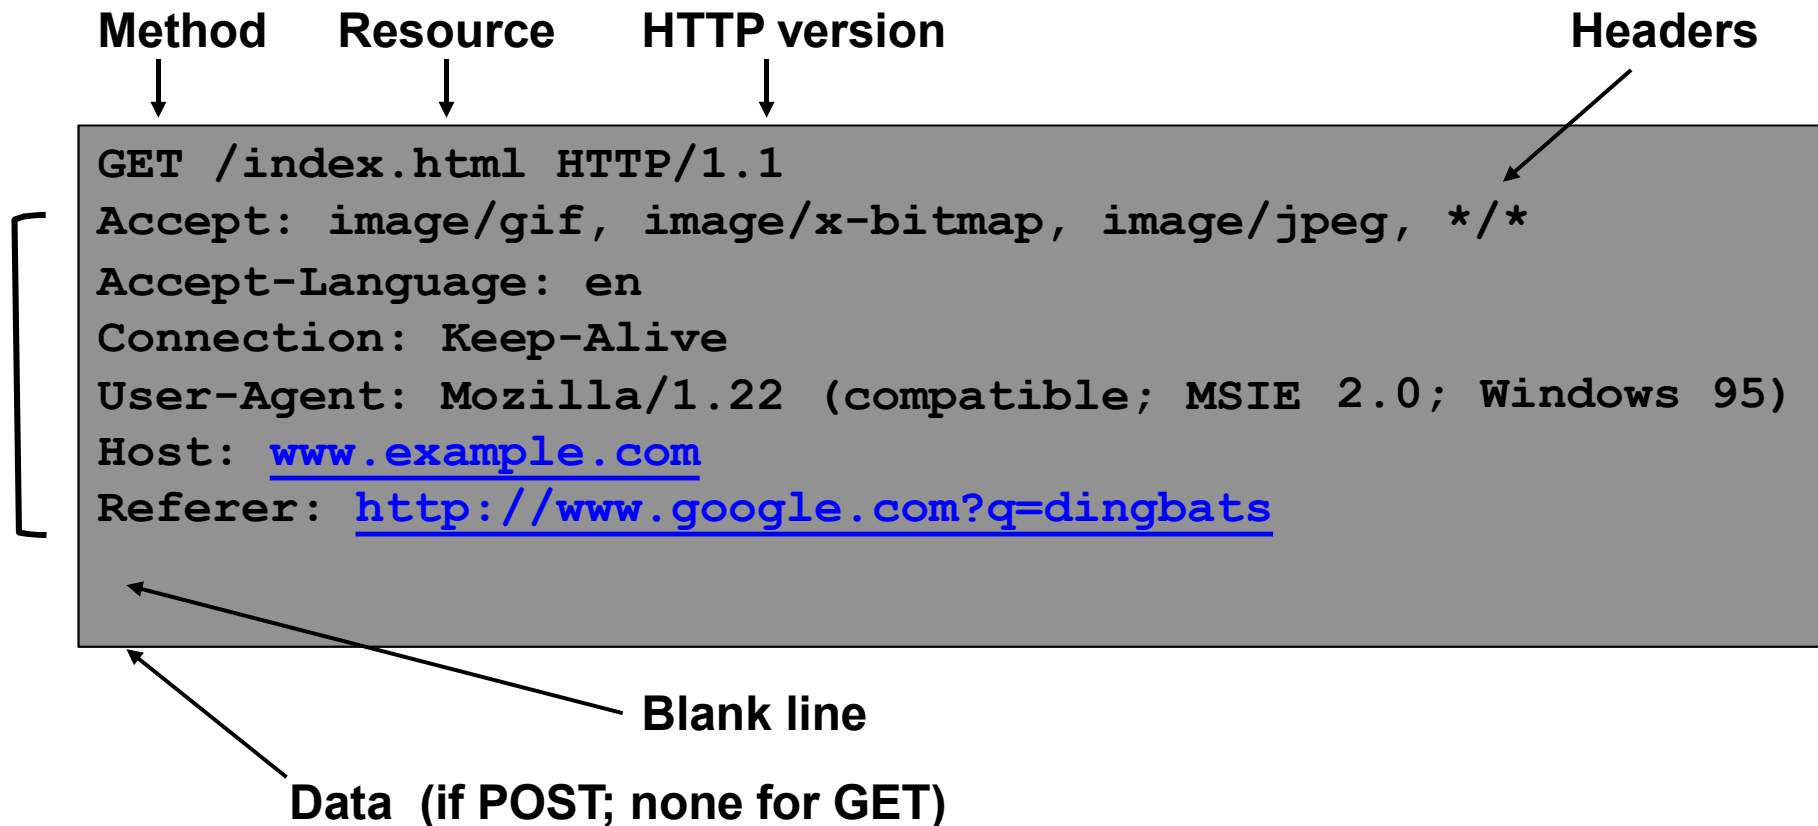 Method Resource HTTP version Headers
GET /index.html HTTP/1.1
Accept: image/gif, image/x-bitmap, image/jpeg, */*
Accept-Language: en
Connection: Keep-Alive
User-Agent: Mozilla/1.22 (compatible; MSIE 2.0; Windows 95)
Host: www.example.com
Referer: http://www.google.com?q=dingbats
Blank line
Data (if POST; none for GET)